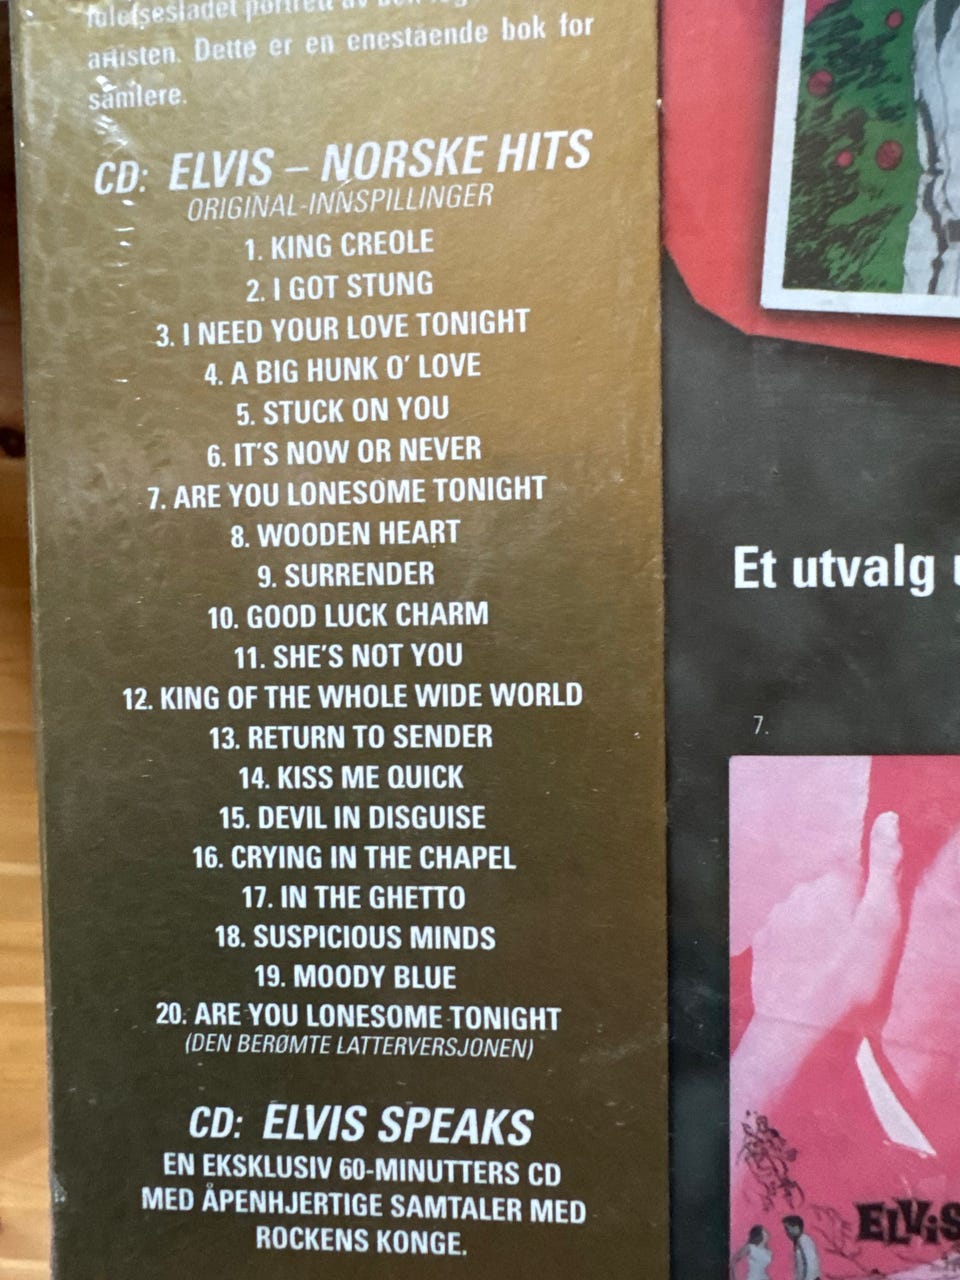 artisten. Dette er en enestående bok for
samlere.
CD: ELVIS – NORSKE HITS
ORIGINAL-INNSPILLINGER
1. KING CREOLE
2. I GOT STUNG
3. I NEED YOUR LOVE TONIGHT
4. A BIG HUNK O' LOVE
5. STUCK ON YOU
6. IT'S NOW OR NEVER
7. ARE YOU LONESOME TONIGHT
8. WOODEN HEART
9. SURRENDER
10. GOOD LUCK CHARM
11. SHE'S NOT YOU
12. KING OF THE WHOLE WIDE WORLD
13. RETURN TO SENDER
14. KISS ME QUICK
15. DEVIL IN DISGUISE
16. CRYING IN THE CHAPEL
17. IN THE GHETTO
18. SUSPICIOUS MINDS
19. MOODY BLUE
20. ARE YOU LONESOME TONIGHT
(DEN BERØMTE LATTERVERSJONEN)
CD: ELVIS SPEAKS
EN EKSKLUSIV 60-MINUTTERS CD
MED ÅPENHJERTIGE SAMTALER MED
ROCKENS KONGE.
Et utvalg
7.
ELVIS